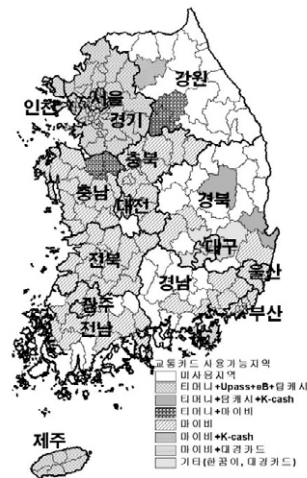 강원
서울
인천
경기
충북
충남
대전
경북
대구
전북
경남
울산
부산
광주
전남
제주
교통카드사용가능지역
미사용지역
티머니+Upass+eB+탑캐시
티머니+탑캐시+K-cash
티머니+마이비
마이비
마이비+K-cash
마이비+대경카드
기타(한꿈이, 대경카드)